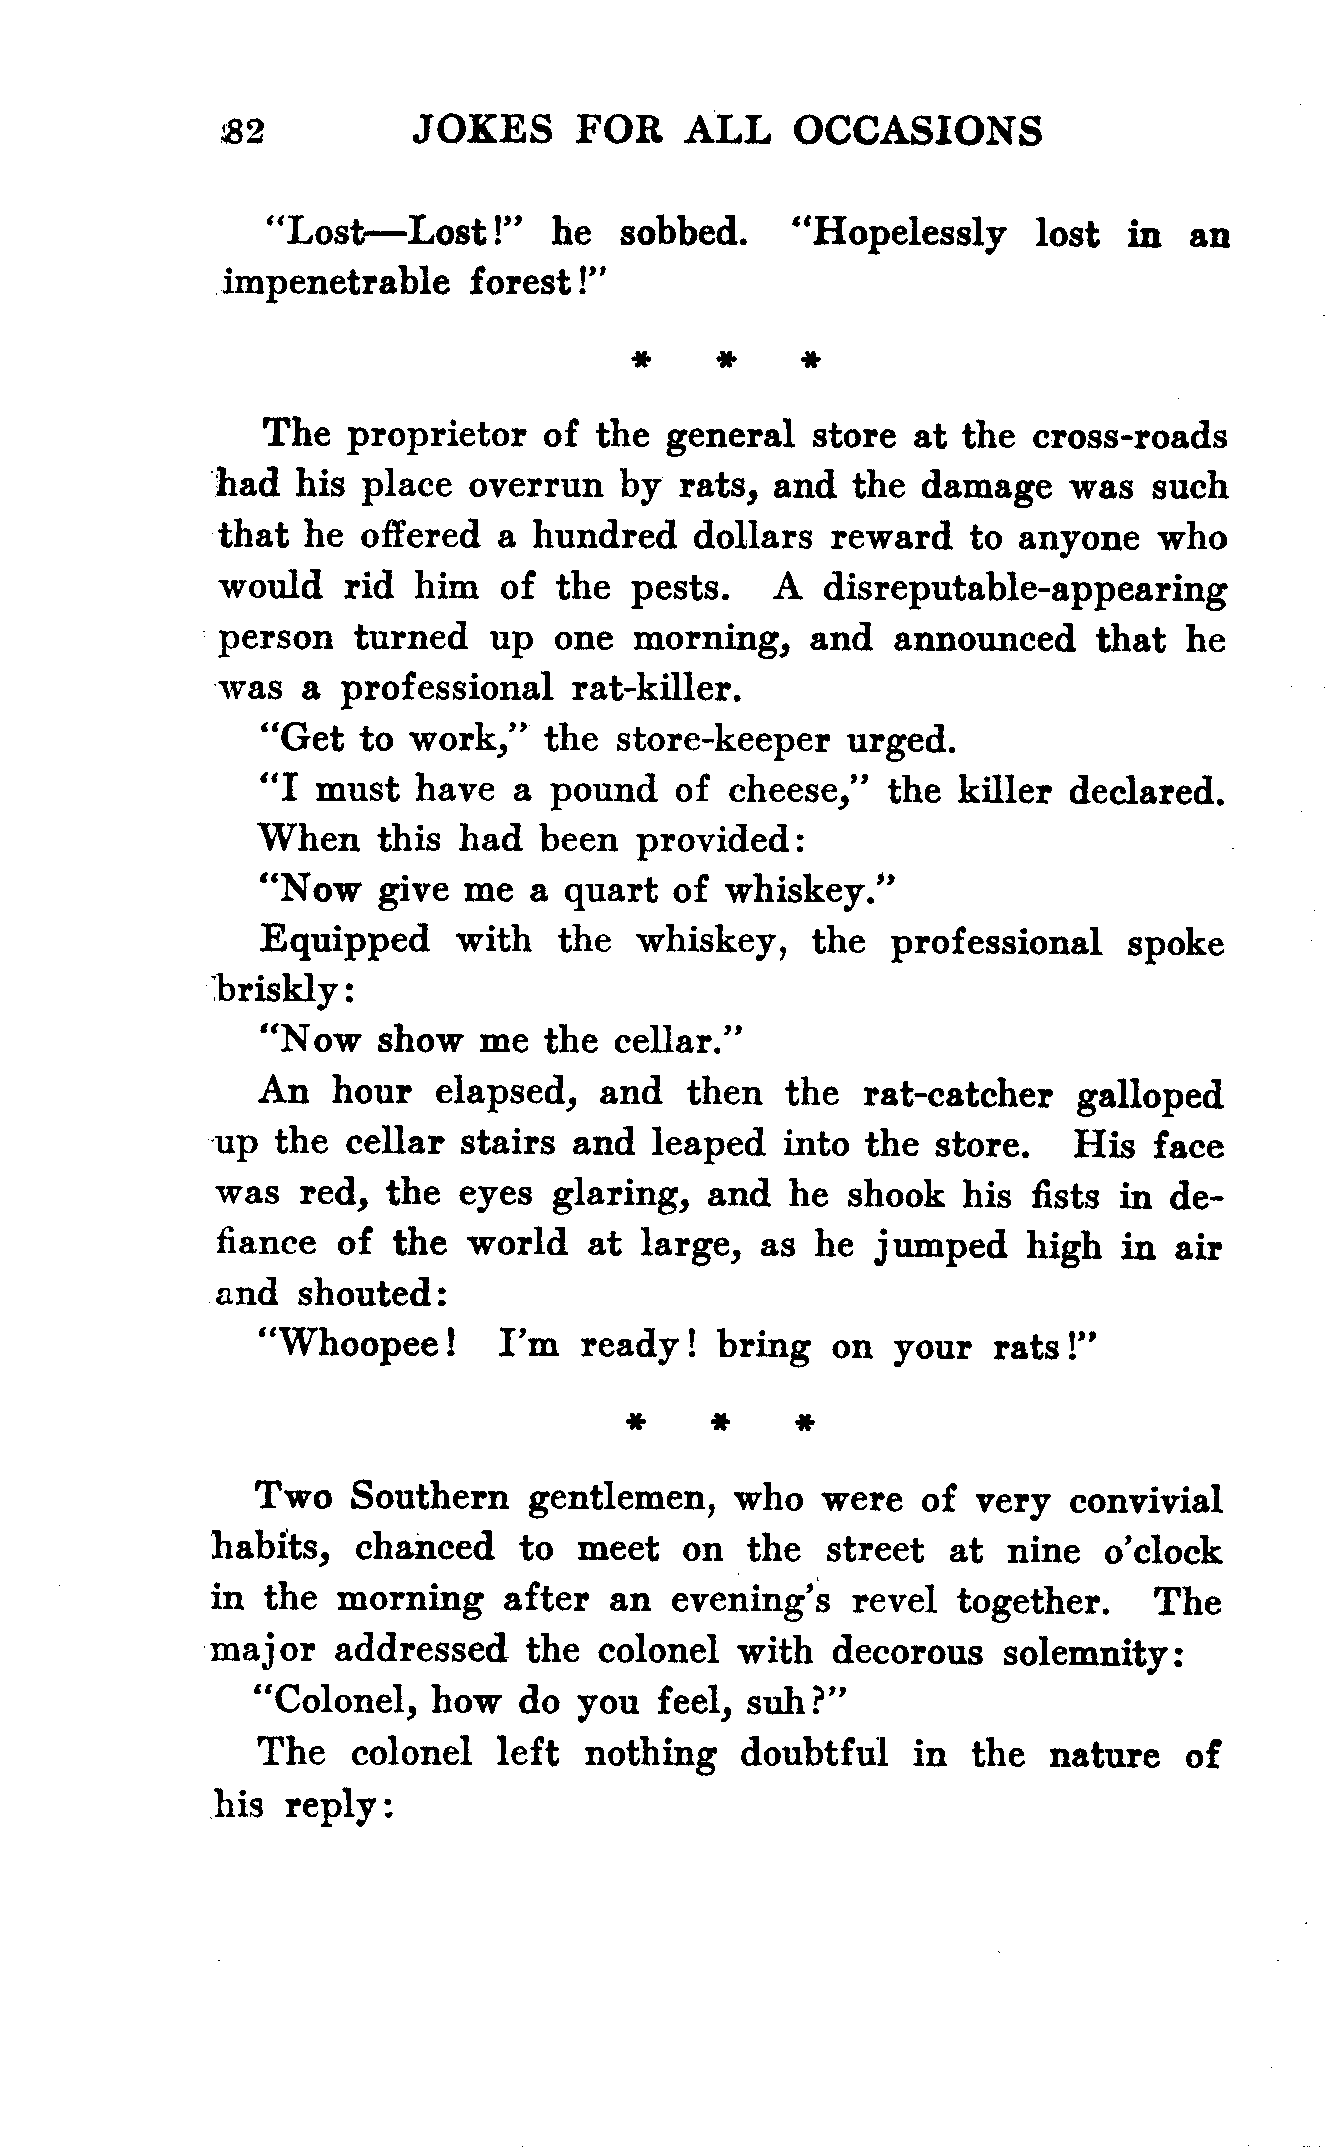 82 JOKES FOR ALL OCCASIONS
“Lost—Lost!” he sobbed. “Hopelessly lost in an
impenetrable forest!”
* * *
The proprietor of the general store at the cross-roads
had his place overrun by rats, and the damage was such
that he offered a hundred dollars reward to anyone who
would rid him of the pests. A disreputable-appearing
person turned up one morning, and announced that he
was a professional rat-killer.
“Get to work,” the store-keeper urged.
“I must have a pound of cheese,” the killer declared.
When this had been provided:
“Now give me a quart of whiskey.”
Equipped with the whiskey, the professional spoke
briskly:
“Now show me the cellar.”
An hour elapsed, and then the rat-catcher galloped
up the cellar stairs and leaped into the store. His face
was red, the eyes glaring, and he shook his fists in de-
fiance of the world at large, as he jumped high in air
and shouted:
“Whoopee! I’m ready! bring on your rats!”
* * *
Two Southern gentlemen, who were of very convivial
habits, chanced to meet on the street at nine o’clock
in the morning after an evening’s revel together. The
major addressed the colonel with decorous solemnity:
“Colonel, how do you feel, suh?”
The colonel left nothing doubtful in the nature of
his reply: